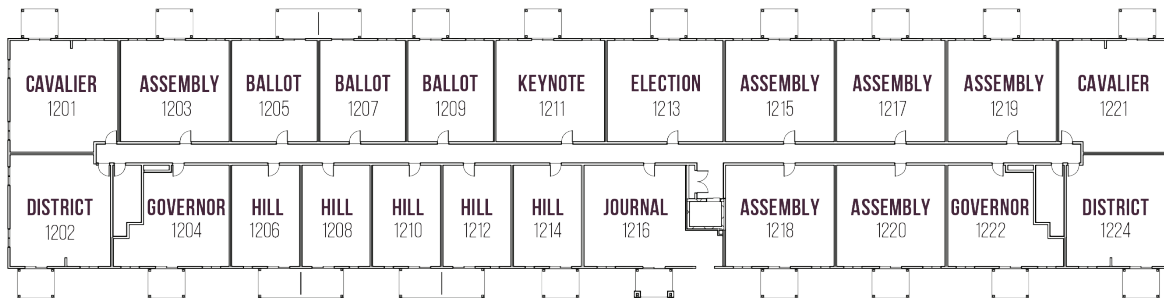 CAVALIER
1201
ASSEMBLY
1203
BALLOT
1205
BALLOT
1207
BALLOT
1209
KEYNOTE
1211
ELECTION
1213
ASSEMBLY
1215
ASSEMBLY
1217
ASSEMBLY
1219
CAVALIER
1221
DISTRICT
1202
GOVERNOR
1204
HILL
1206
HILL
1208
HILL
1210
HILL
1212
HILL
1214
JOURNAL
1216
ASSEMBLY
1218
ASSEMBLY
1220
GOVERNOR
1222
DISTRICT
1224